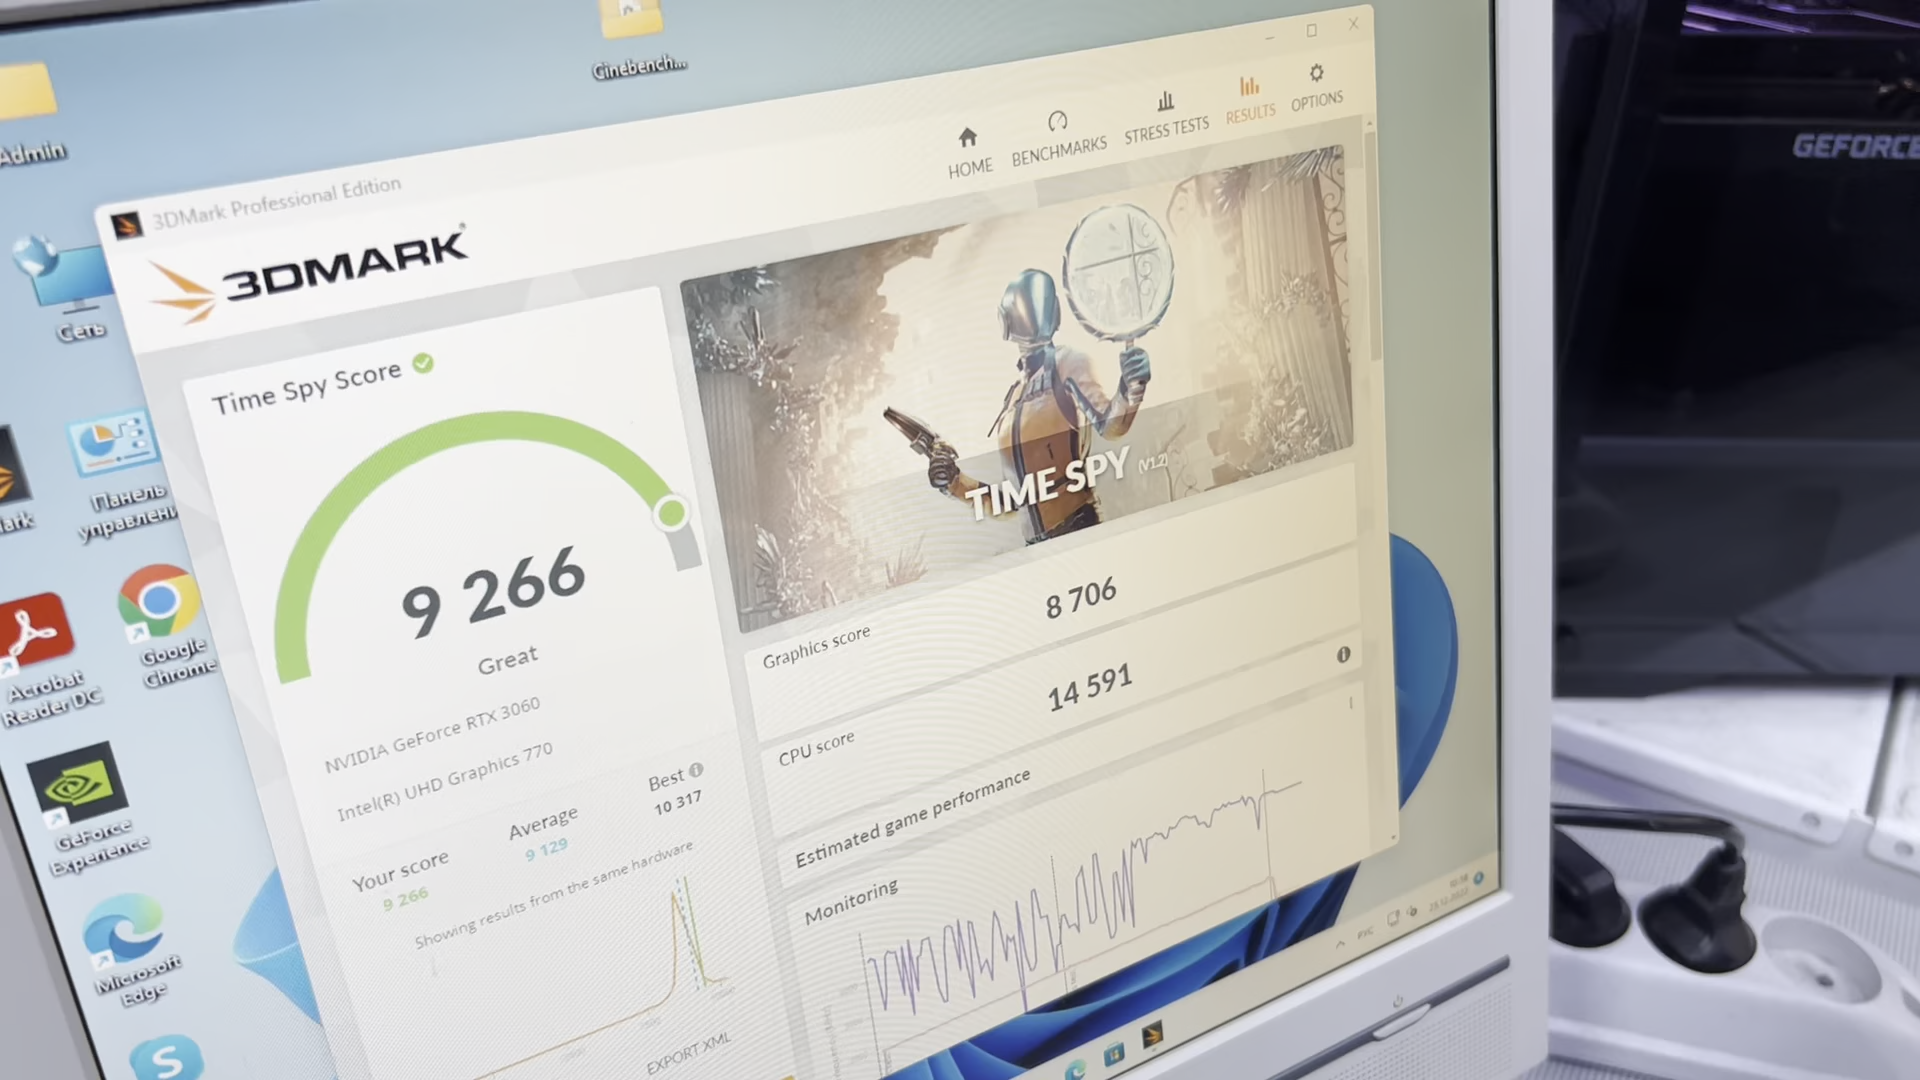 Cinebench...
Admin
GEFORCE
3DMark Professional Edition
HOME
BENCHMARKS
STRESS TESTS
RESULTS
OPTIONS
3DMARK
Сеть
Time Spy Score
TIME SPY (V1.2)
Панель
управлени
9 266
Great
Graphics score
8 706
CPU score
14 591
Google
Chrome
Acrobat
Reader DC
NVIDIA GeForce RTX 3060
Intel(R) UHD Graphics 770
Your score
9 266
Average
9 129
Best
10 317
Showing results from the same hardware
Estimated game performance
Monitoring
GeForce
Experience
Microsoft
Edge
EXPORT XML
РУС